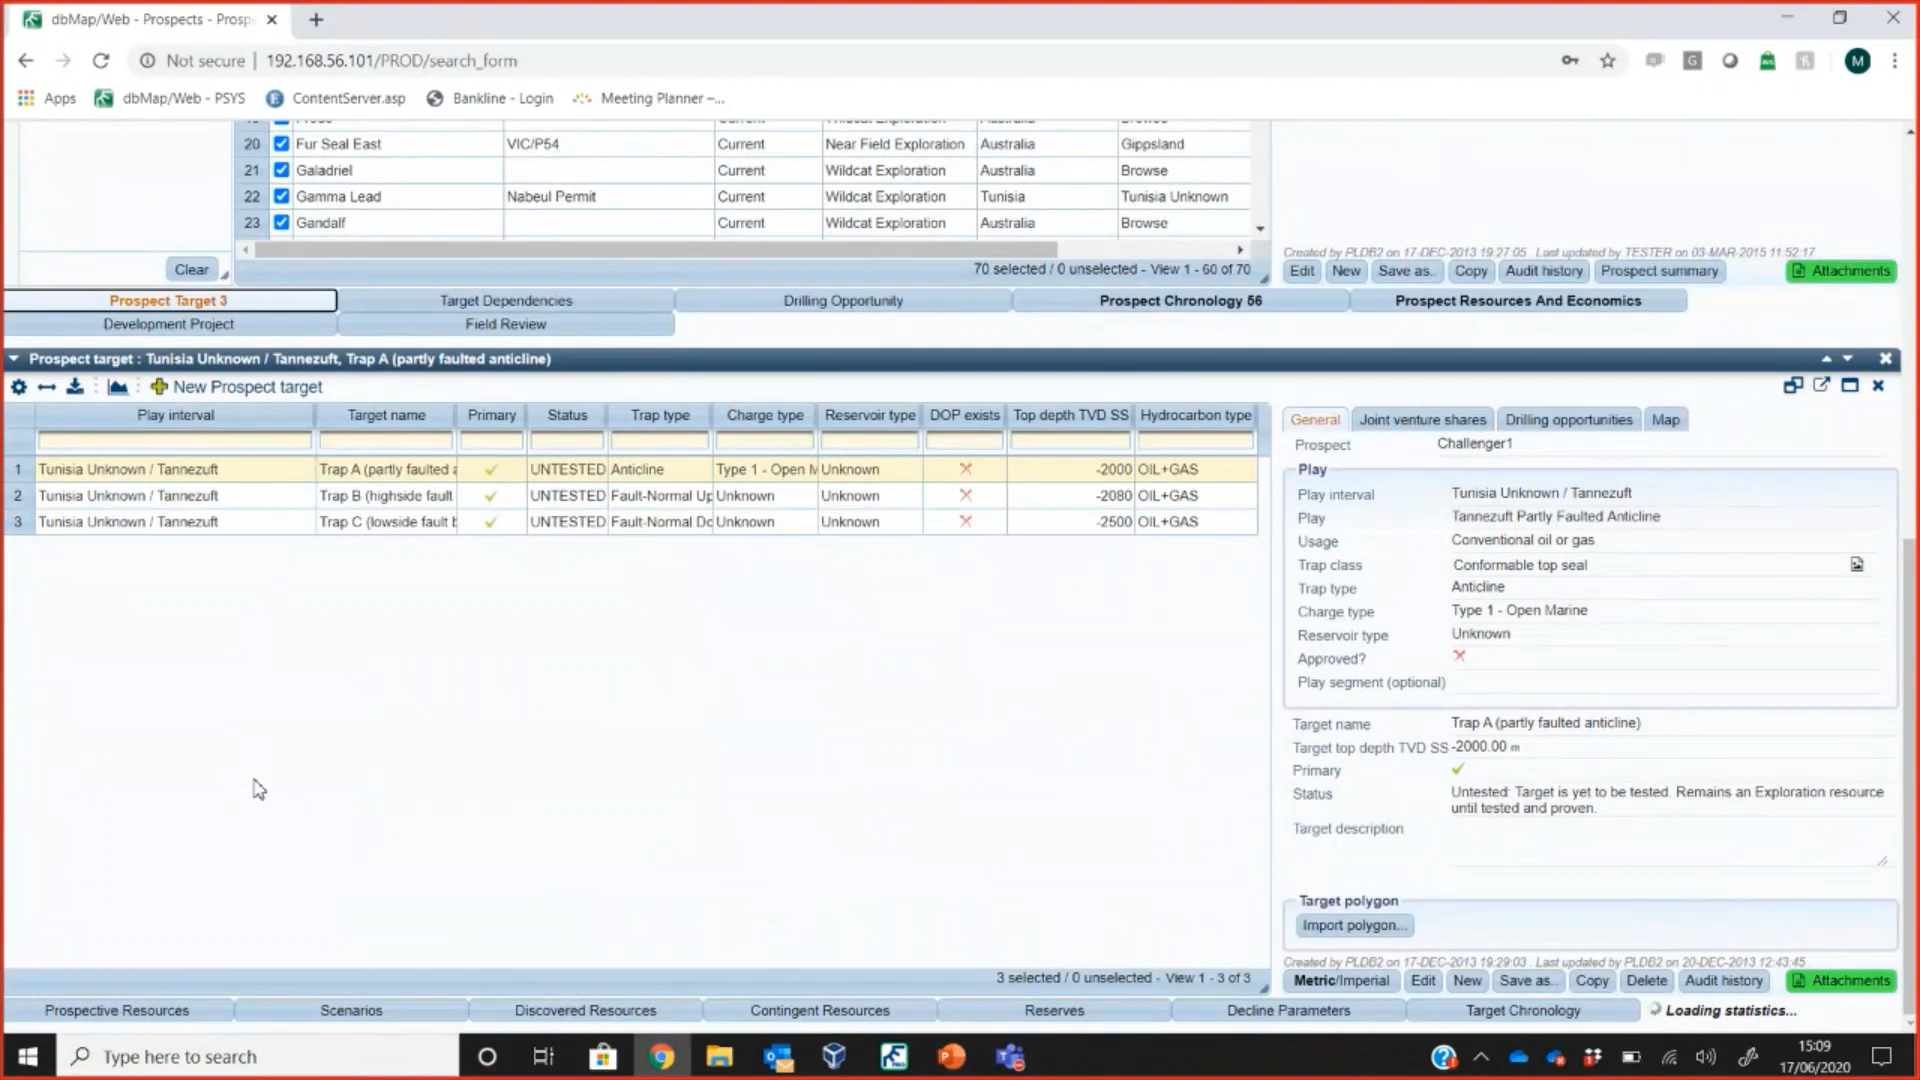 dbMap/Web - Prospects - Prosp
Not secure | 192.168.56.101/PROD/search_form
G
M
Apps dbMap/Web - PSYS ContentServer.asp Bankline - Login Meeting Planner –...
20 Fur Seal East VIC/P54 Current Near Field Exploration Australia Gippsland
21 Galadriel Current Wildcat Exploration Australia Browse
22 Gamma Lead Nabeul Permit Current Wildcat Exploration Tunisia Tunisia Unknown
23 Gandalf Current Wildcat Exploration Australia Browse
Clear
70 selected / 0 unselected - View 1 - 60 of 70
Created by PLDB2 on 17-DEC-2013 19:27:05 Last updated by TESTER on 03-MAR-2015 11:52:17
Edit New Save as.. Copy Audit history Prospect summary Attachments
Prospect Target 3 Target Dependencies Drilling Opportunity Prospect Chronology 56 Prospect Resources And Economics
Development Project Field Review
Prospect target : Tunisia Unknown / Tannezuft, Trap A (partly faulted anticline)
New Prospect target
Play interval Target name Primary Status Trap type Charge type Reservoir type DOP exists Top depth TVD SS Hydrocarbon type
1 Tunisia Unknown / Tannezuft Trap A (partly faulted a UNTESTED Anticline Type 1 - Open M Unknown -2000 OIL+GAS
2 Tunisia Unknown / Tannezuft Trap B (highside fault UNTESTED Fault-Normal Up Unknown Unknown -2080 OIL+GAS
3 Tunisia Unknown / Tannezuft Trap C (lowside fault b UNTESTED Fault-Normal Do Unknown Unknown -2500 OIL+GAS
3 selected / 0 unselected - View 1 - 3 of 3
General Joint venture shares Drilling opportunities Map
Prospect Challenger1
Play
Play interval Tunisia Unknown / Tannezuft
Play Tannezuft Partly Faulted Anticline
Usage Conventional oil or gas
Trap class Conformable top seal
Trap type Anticline
Charge type Type 1 - Open Marine
Reservoir type Unknown
Approved?
Play segment (optional)
Target name Trap A (partly faulted anticline)
Target top depth TVD SS -2000.00 m
Primary
Status Untested: Target is yet to be tested. Remains an Exploration resource
until tested and proven.
Target description
Target polygon
Import polygon...
Created by PLDB2 on 17-DEC-2013 19:29:03 Last updated by PLDB2 on 20-DEC-2013 12:43:45
Metric/Imperial Edit New Save as.. Copy Delete Audit history Attachments
Prospective Resources Scenarios Discovered Resources Contingent Resources Reserves Decline Parameters Target Chronology Loading statistics...
Type here to search
15:09
17/06/2020